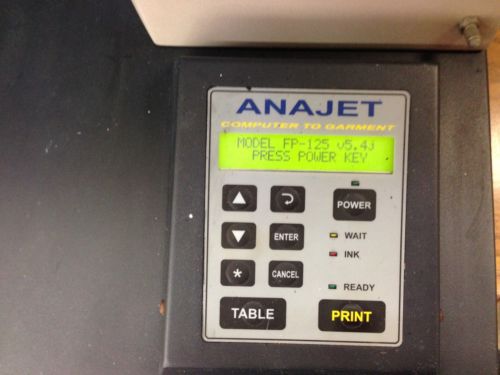 ANAJET
COMPUTER TO GARMENT
MODEL FP-125 v5.4j
PRESS POWER KEY
POWER
WAIT
ENTER
INK
*
CANCEL
READY
TABLE
PRINT